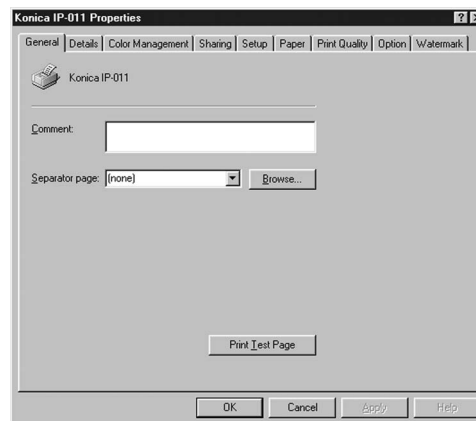 Konica IP-011 Properties
General Details Color Management Sharing Setup Paper Print Quality Option Watermark
Konica IP-011
Comment:
Separator page: (none) Browse...
Print Test Page
OK Cancel Apply Help